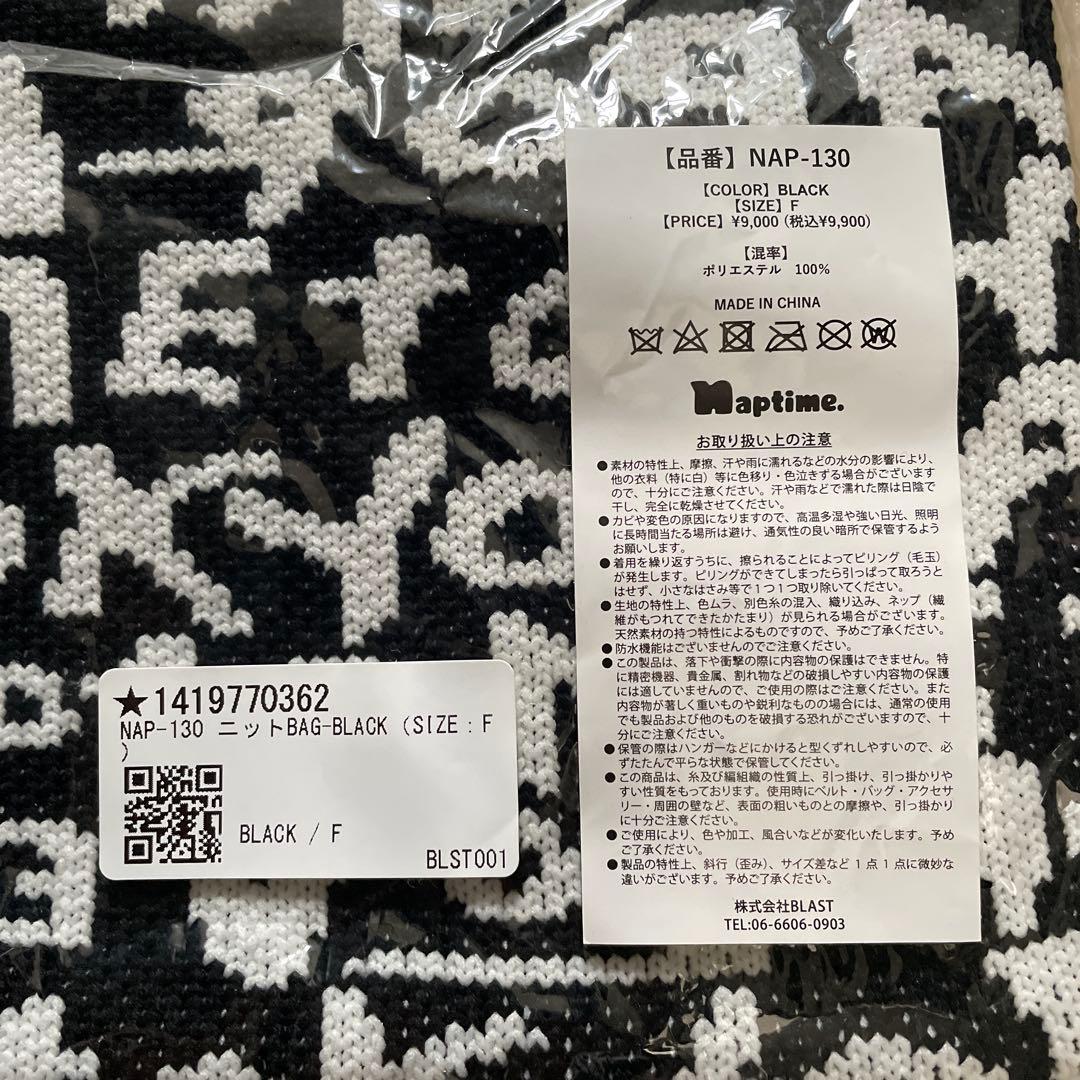 ET
KYO
【品番】NAP-130
【COLOR】BLACK
【SIZE】F
【PRICE】¥9,000（税込¥9,900）
【混率】
ポリエステル 100%
MADE IN CHINA
W
Naptime.
お取り扱い上の注意
●素材の特性上、摩擦、汗や雨に濡れるなどの水分の影響により、
他の衣料（特に白）等に色移り・色泣きする場合がございます
ので、十分にご注意ください。汗や雨などで濡れた際は日陰で
干し、完全に乾燥させてください。
●カビや変色の原因になりますので、高温多湿や強い日光、照明
に長時間当たる場所は避け、通気性の良い暗所で保管するよう
お願いします。
●着用を繰り返すうちに、擦られることによってピリング（毛玉）
が発生します。ピリングができてしまったら引っぱって取ろうと
はせず、小さなはさみ等で1つ1つ取り除いてください。
●生地の特性上、色ムラ、別色糸の混入、織り込み、ネップ（繊
維がもつれてできたかたまり）が見られる場合がございます。
天然素材の持つ特性によるものですので、予めご了承ください。
●防水機能はございませんのでご注意ください。
●この製品は、落下や衝撃の際に内容物の保護はできません。特
に精密機器、貴金属、割れ物などの破損しやすい内容物の保護
には適していませんので、ご使用の際はご注意ください。また
内容物が著しく重いものや鋭利なものの場合には、通常の使用
でも製品および他のものを破損する恐れがございますので、十
分にご注意ください。
●保管の際はハンガーなどにかけると型くずれしやすいので、必
ずたたんで平らな状態で保管してください。
●この商品は、糸及び編組織の性質上、引っ掛け、引っ掛かりや
すい性質をもっております。使用時にベルト・バッグ・アクセサ
リー・周囲の壁など、表面の粗いものとの摩擦や、引っ掛かり
に十分ご注意ください。
●ご使用により、色や加工、風合いなどが変化いたします。予め
ご了承ください。
●製品の特性上、斜行（歪み）、サイズ差など1点1点に微妙な
違いがございます。予めご了承ください。
株式会社BLAST
TEL:06-6606-0903
★1419770362
NAP-130 ニットBAG-BLACK（SIZE：F
）
BLACK / F
BLST001